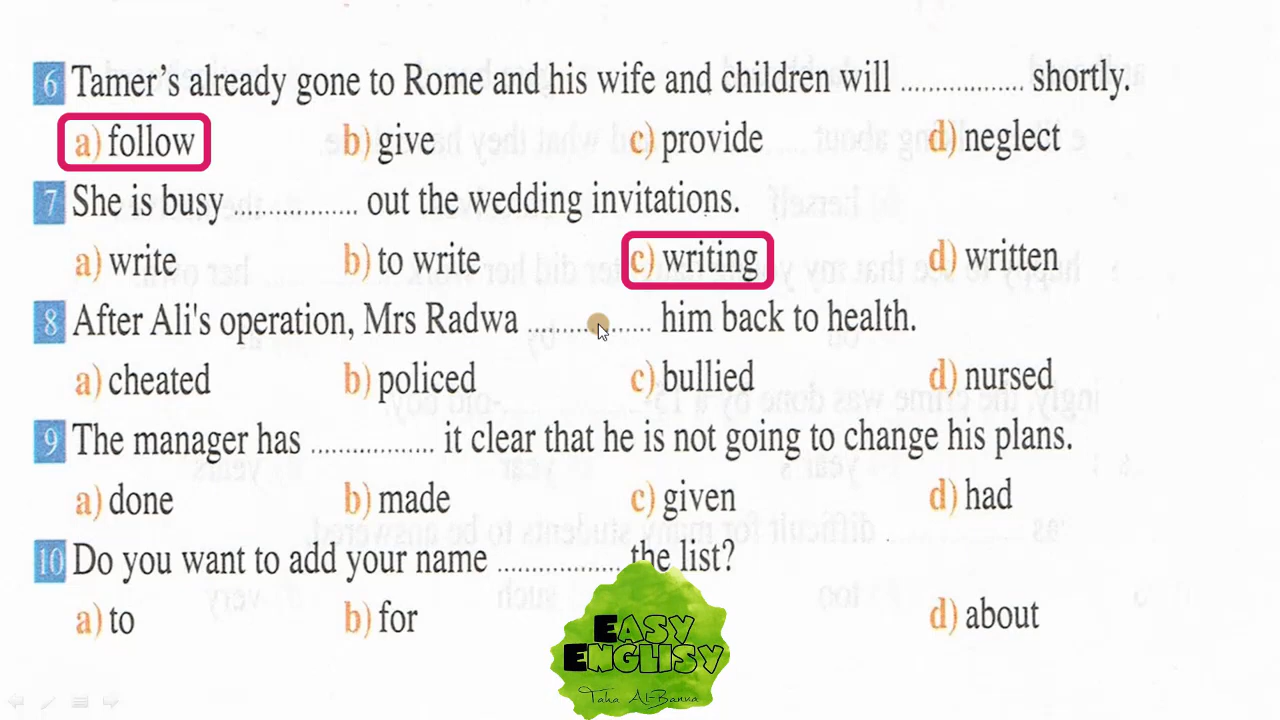 6 Tamer's already gone to Rome and his wife and children will .................. shortly.
a) follow b) give c) provide d) neglect
7 She is busy .................. out the wedding invitations.
a) write b) to write c) writing d) written
8 After Ali's operation, Mrs Radwa .................. him back to health.
a) cheated b) policed c) bullied d) nursed
9 The manager has .................. it clear that he is not going to change his plans.
a) done b) made c) given d) had
10 Do you want to add your name .................. the list?
a) to b) for d) about
EASY
ENGLISY
Taha Al-Banna